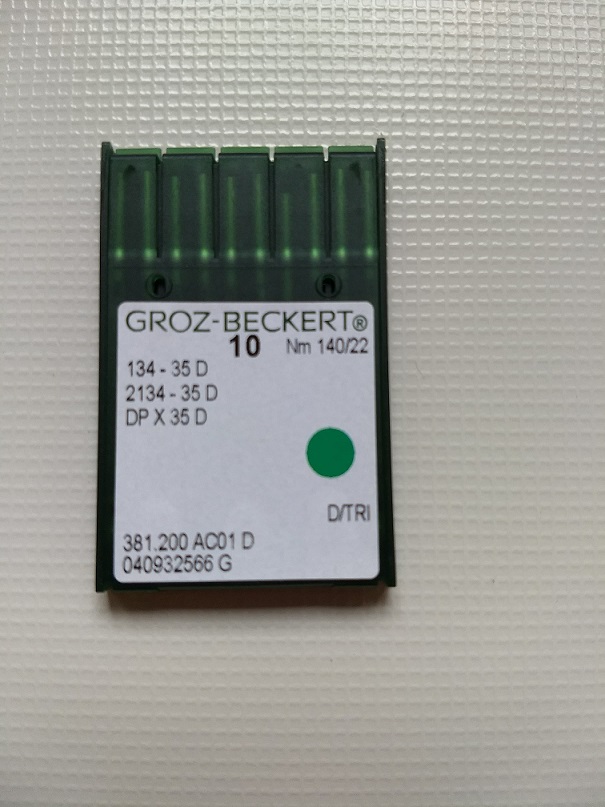 GROZ-BECKERT®
10 Nm 140/22
134 - 35 D
2134 - 35 D
DP X 35 D
D/TRI
381.200 AC01 D
040932566 G